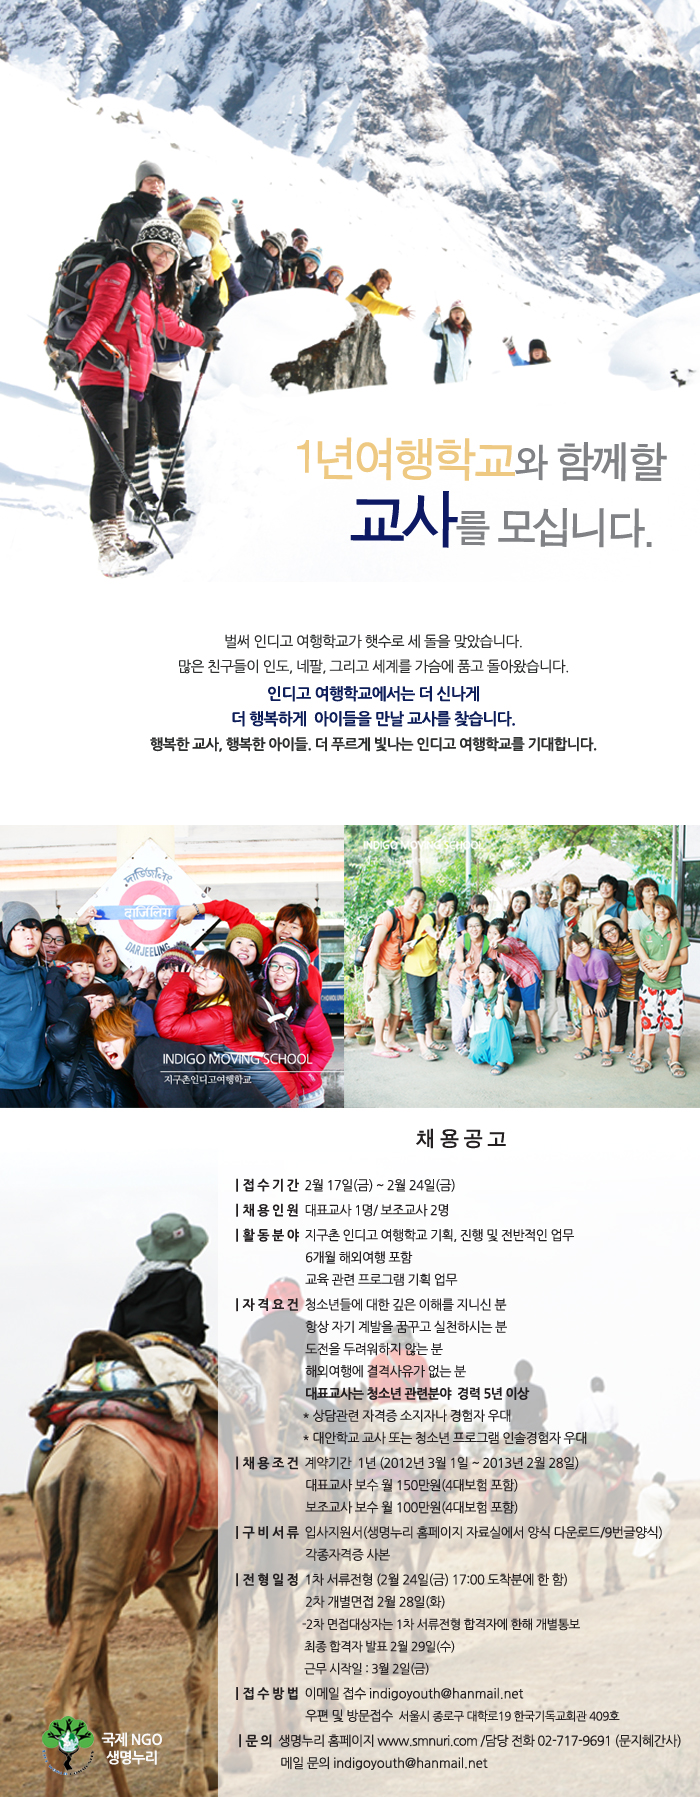 1년여행학교와 함께할
교사를 모십니다.
벌써 인디고 여행학교가 햇수로 세 돌을 맞았습니다.
많은 친구들이 인도, 네팔, 그리고 세계를 가슴에 품고 돌아왔습니다.
인디고 여행학교에서는 더 신나게
더 행복하게 아이들을 만날 교사를 찾습니다.
행복한 교사, 행복한 아이들. 더 푸르게 빛나는 인디고 여행학교를 기대합니다.
दार्जिलिंग
DARJEELING
INDIGO MOVING SCHOOL
지구촌인디고여행학교
INDIGO MOVING SCHOOL
채용공고
| 접수기간 2월 17일(금) ~ 2월 24일(금)
| 채용인원 대표교사 1명/ 보조교사 2명
| 활동분야 지구촌 인디고 여행학교 기획, 진행 및 전반적인 업무
6개월 해외여행 포함
교육 관련 프로그램 기획 업무
| 자격요건 청소년들에 대한 깊은 이해를 지니신 분
항상 자기 계발을 꿈꾸고 실천하시는 분
도전을 두려워하지 않는 분
해외여행에 결격사유가 없는 분
대표교사는 청소년 관련분야 경력 5년 이상
* 상담관련 자격증 소지자나 경험자 우대
* 대안학교 교사 또는 청소년 프로그램 인솔경험자 우대
| 채용조건 계약기간 1년 (2012년 3월 1일 ~ 2013년 2월 28일)
대표교사 보수 월 150만원(4대보험 포함)
보조교사 보수 월 100만원(4대보험 포함)
| 구비서류 입사지원서(생명누리 홈페이지 자료실에서 양식 다운로드/9번글양식)
각종자격증 사본
| 전형일정 1차 서류전형 (2월 24일(금) 17:00 도착분에 한 함)
2차 개별면접 2월 28일(화)
-2차 면접대상자는 1차 서류전형 합격자에 한해 개별통보
최종 합격자 발표 2월 29일(수)
근무 시작일 : 3월 2일(금)
| 접수방법 이메일 접수 indigoyouth@hanmail.net
우편 및 방문접수 서울시 종로구 대학로19 한국기독교회관 409호
| 문의 생명누리 홈페이지 www.smnuri.com /담당 전화 02-717-9691 (문지혜간사)
메일 문의 indigoyouth@hanmail.net
국제 NGO
생명누리